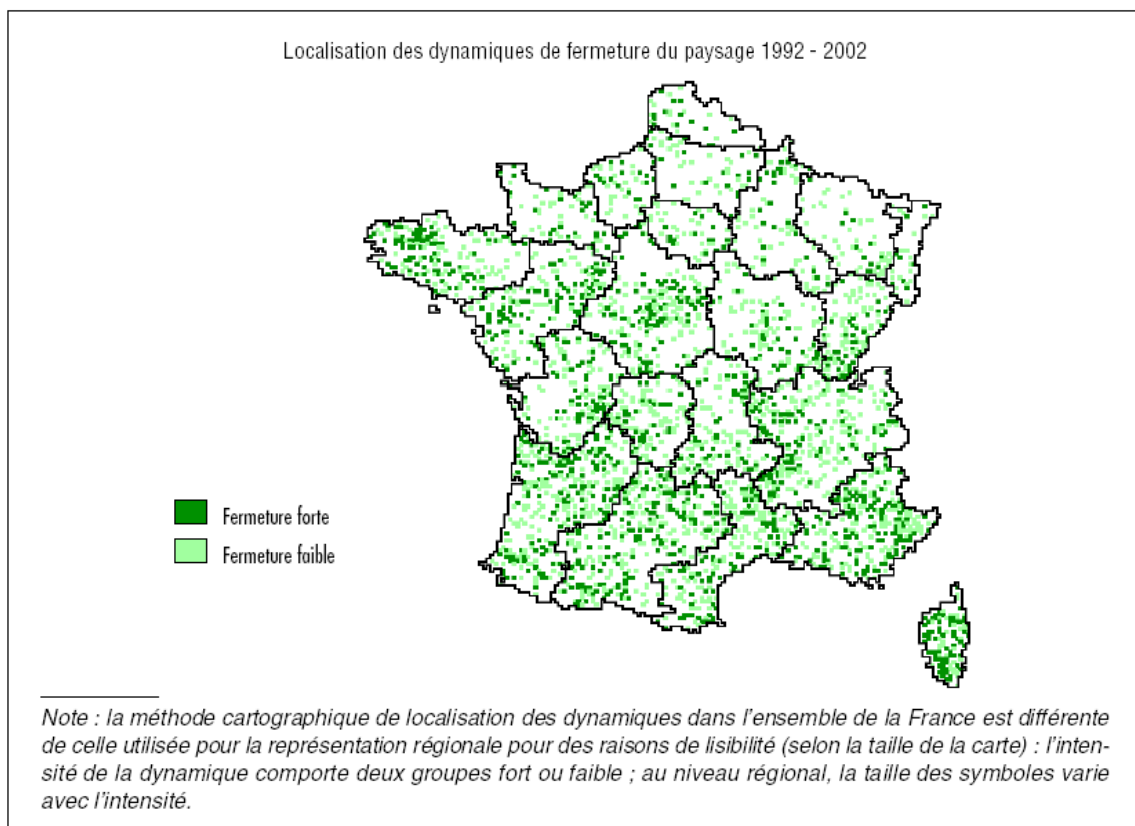 Localisation des dynamiques de fermeture du paysage 1992 - 2002
Fermeture forte
Fermeture faible
Note : la méthode cartographique de localisation des dynamiques dans l'ensemble de la France est différente
de celle utilisée pour la représentation régionale pour des raisons de lisibilité (selon la taille de la carte) : l'inten-
sité de la dynamique comporte deux groupes fort ou faible ; au niveau régional, la taille des symboles varie
avec l'intensité.